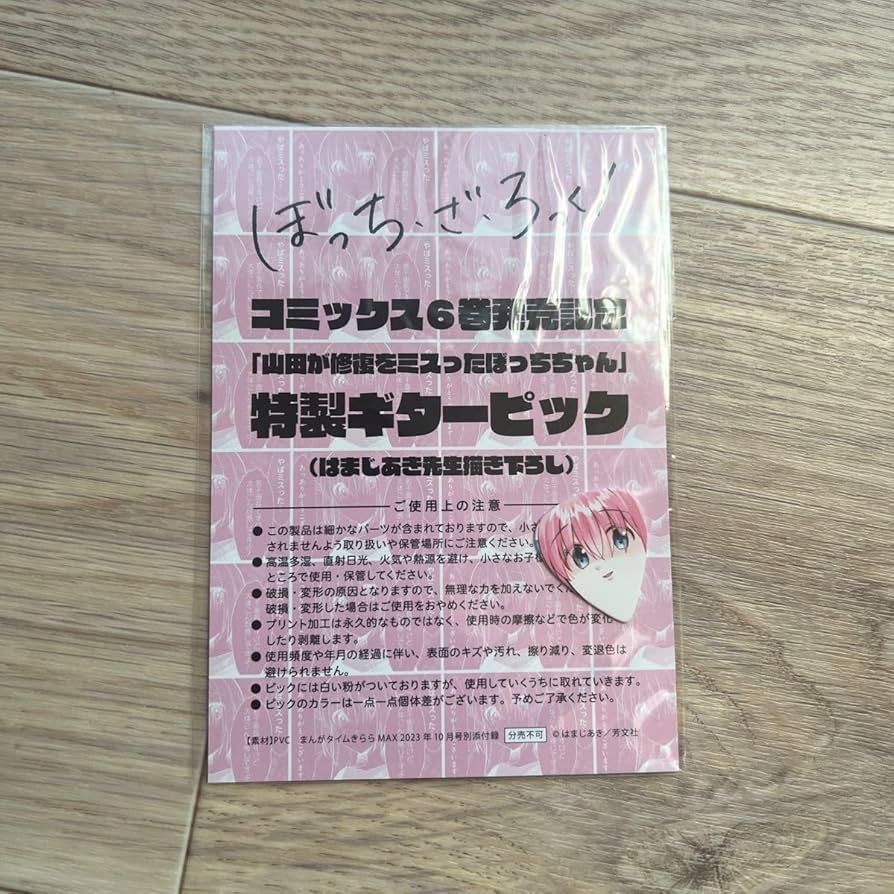 ぼっち・ざ・ろっく!
コミックス6巻発売記念
「山田が修復をミスったぼっちちゃん」
特製ギターピック
(はまじあき先生描き下ろし)
ご使用上の注意
●この製品は細かなパーツが含まれておりますので、小さ
されませんよう取り扱いや保管場所にご注意ください。
●高温多湿、直射日光、火気や熱源を避け、小さなお子様
ところで使用・保管してください。
●破損・変形の原因となりますので、無理な力を加えないでくだ
破損・変形した場合はご使用をおやめください。
●プリント加工は永久的なものではなく、使用時の摩擦などで色が変化
したり剥離します。
●使用頻度や年月の経過に伴い、表面のキズや汚れ、擦り減り、変退色は
避けられません。
●ピックには白い粉がついておりますが、使用していくうちに取れていきます。
●ピックのカラーは一点一点個体差がございます。予めご了承ください。
【素材】PVC まんがタイムきららMAX 2023年10月号別添付録 分売不可 ©はまじあき/芳文社